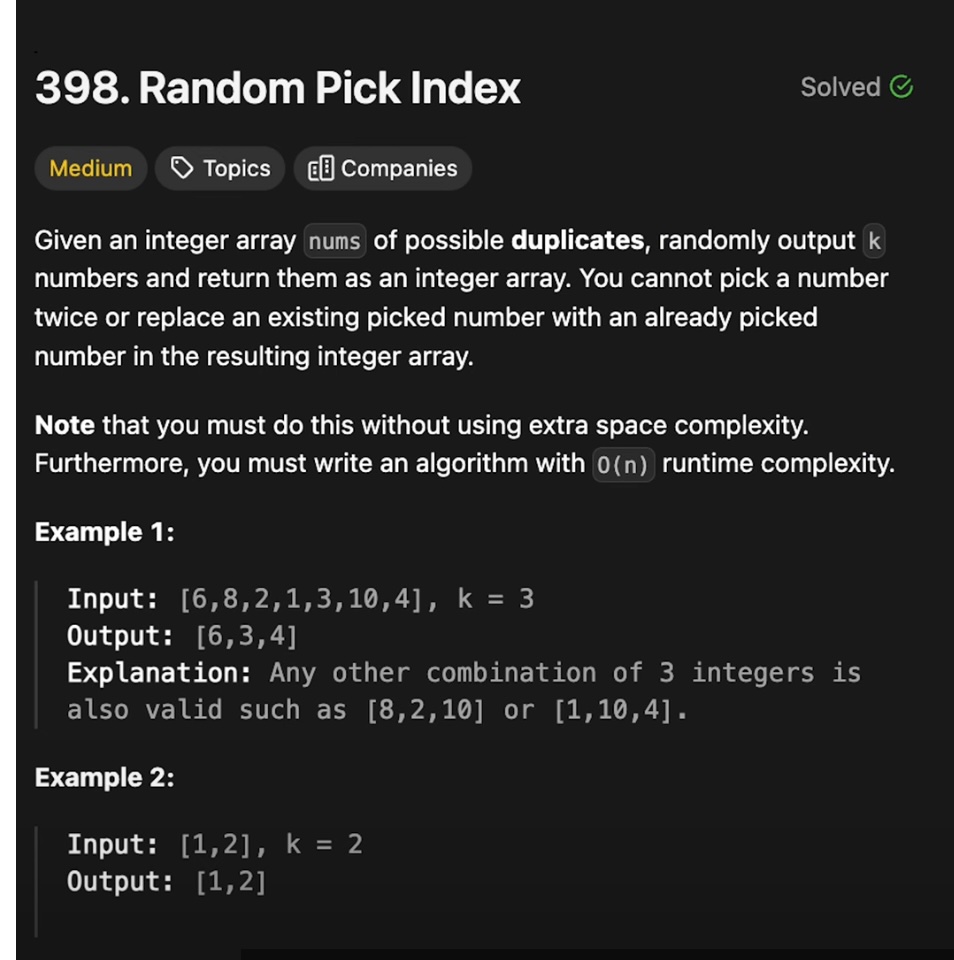 398. Random Pick Index
Solved
Medium
Topics
Companies
Given an integer array nums of possible duplicates, randomly output k
numbers and return them as an integer array. You cannot pick a number
twice or replace an existing picked number with an already picked
number in the resulting integer array.
Note that you must do this without using extra space complexity.
Furthermore, you must write an algorithm with O(n) runtime complexity.
Example 1:
Input: [6,8,2,1,3,10,4], k = 3
Output: [6,3,4]
Explanation: Any other combination of 3 integers is
also valid such as [8,2,10] or [1,10,4].
Example 2:
Input: [1,2], k = 2
Output: [1,2]